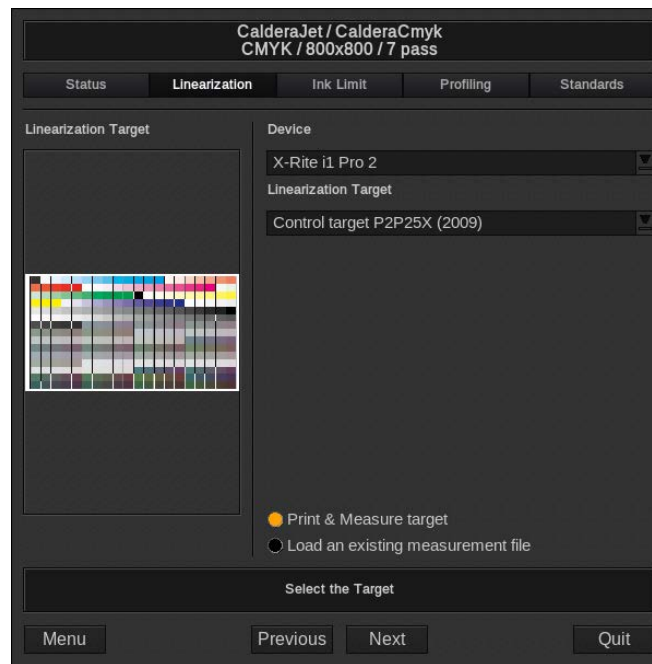 CalderaJet / CalderaCmyk
CMYK / 800x800 / 7 pass
Status Linearization Ink Limit Profiling Standards
Linearization Target
Device
X-Rite i1 Pro 2
Linearization Target
Control target P2P25X (2009)
Print & Measure target
Load an existing measurement file
Select the Target
Menu Previous Next Quit